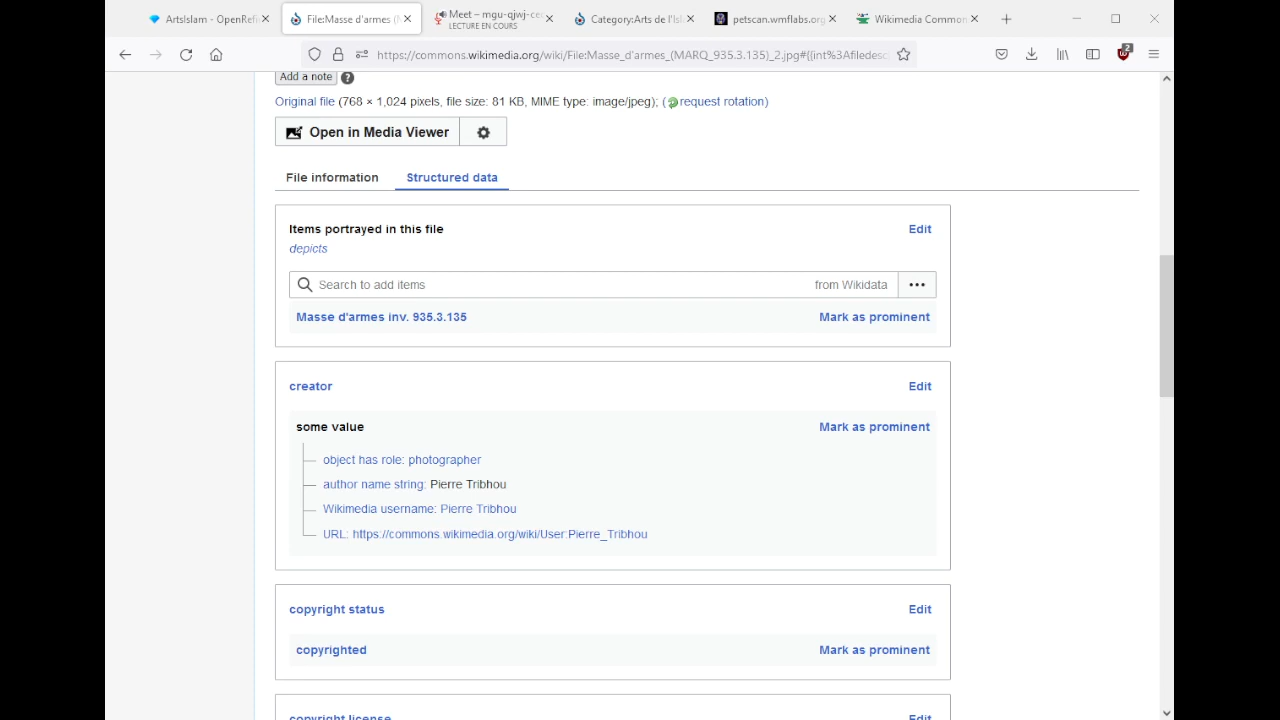 ArtsIslam - OpenRefi
File:Masse d'armes (M
Meet – mgu-qjwj-cec
LECTURE EN COURS
Category:Arts de l'Isl
petscan.wmflabs.org
Wikimedia Common
https://commons.wikimedia.org/wiki/File:Masse_d'armes_(MARQ_935.3.135)_2.jpg#{{int%3Afiledesc
2
Add a note ?
Original file (768 × 1,024 pixels, file size: 81 KB, MIME type: image/jpeg); (request rotation)
Open in Media Viewer
File information
Structured data
Items portrayed in this file
Edit
depicts
Search to add items
from Wikidata
Masse d'armes inv. 935.3.135
Mark as prominent
creator
Edit
some value
Mark as prominent
object has role: photographer
author name string: Pierre Tribhou
Wikimedia username: Pierre Tribhou
URL: https://commons.wikimedia.org/wiki/User:Pierre_Tribhou
copyright status
Edit
copyrighted
Mark as prominent
copyright license
Edit